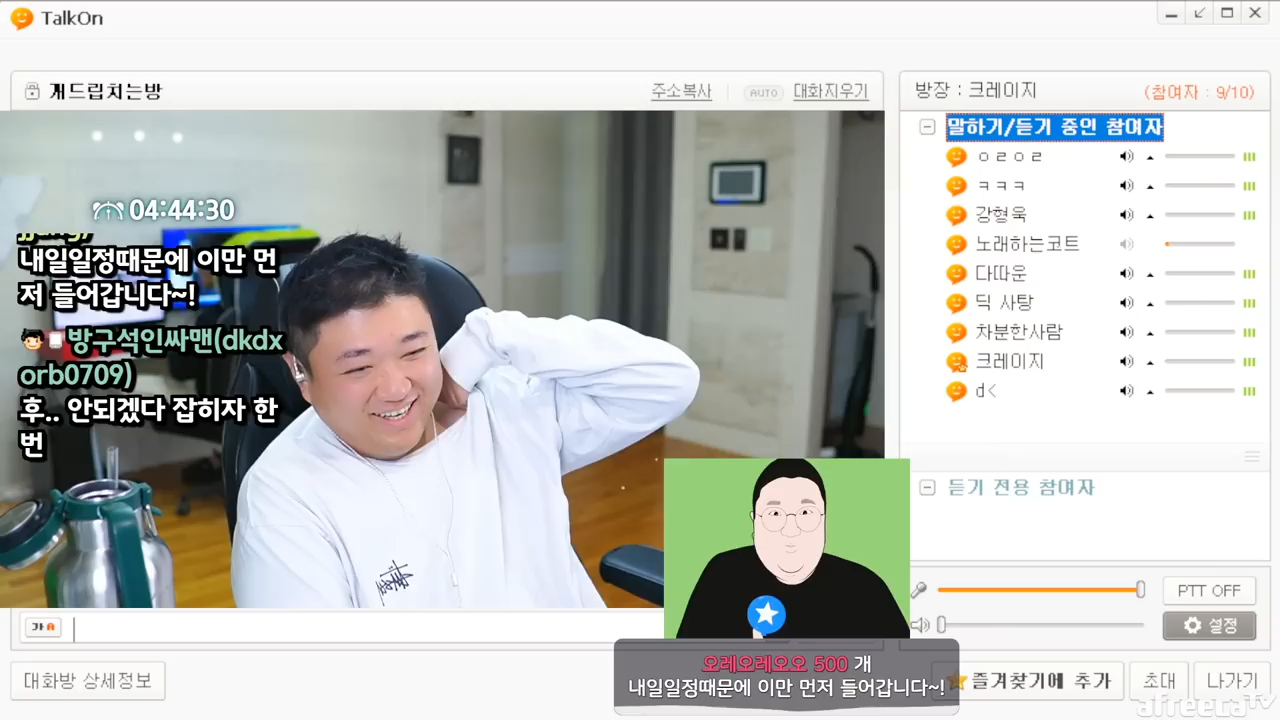 TalkOn
개드립치는방
주소복사
AUTO
대화지우기
방장 : 크레이지
(참여자 : 9/10)
말하기/듣기 중인 참여자
ㅇㄹㅇㄹ
ㅋㅋㅋ
강형욱
노래하는코트
다따운
딕 사탕
차분한사람
크레이지
d<
듣기 전용 참여자
04:44:30
내일일정때문에 이만 먼
저 들어갑니다~!
방구석인싸맨(dkdx
orb0709)
후.. 안되겠다 잡히자 한
번
PTT OFF
설정
가A
오레오레오오 500 개
내일일정때문에 이만 먼저 들어갑니다~!
대화방 상세정보
즐겨찾기에 추가
초대
나가기
afreecaTV